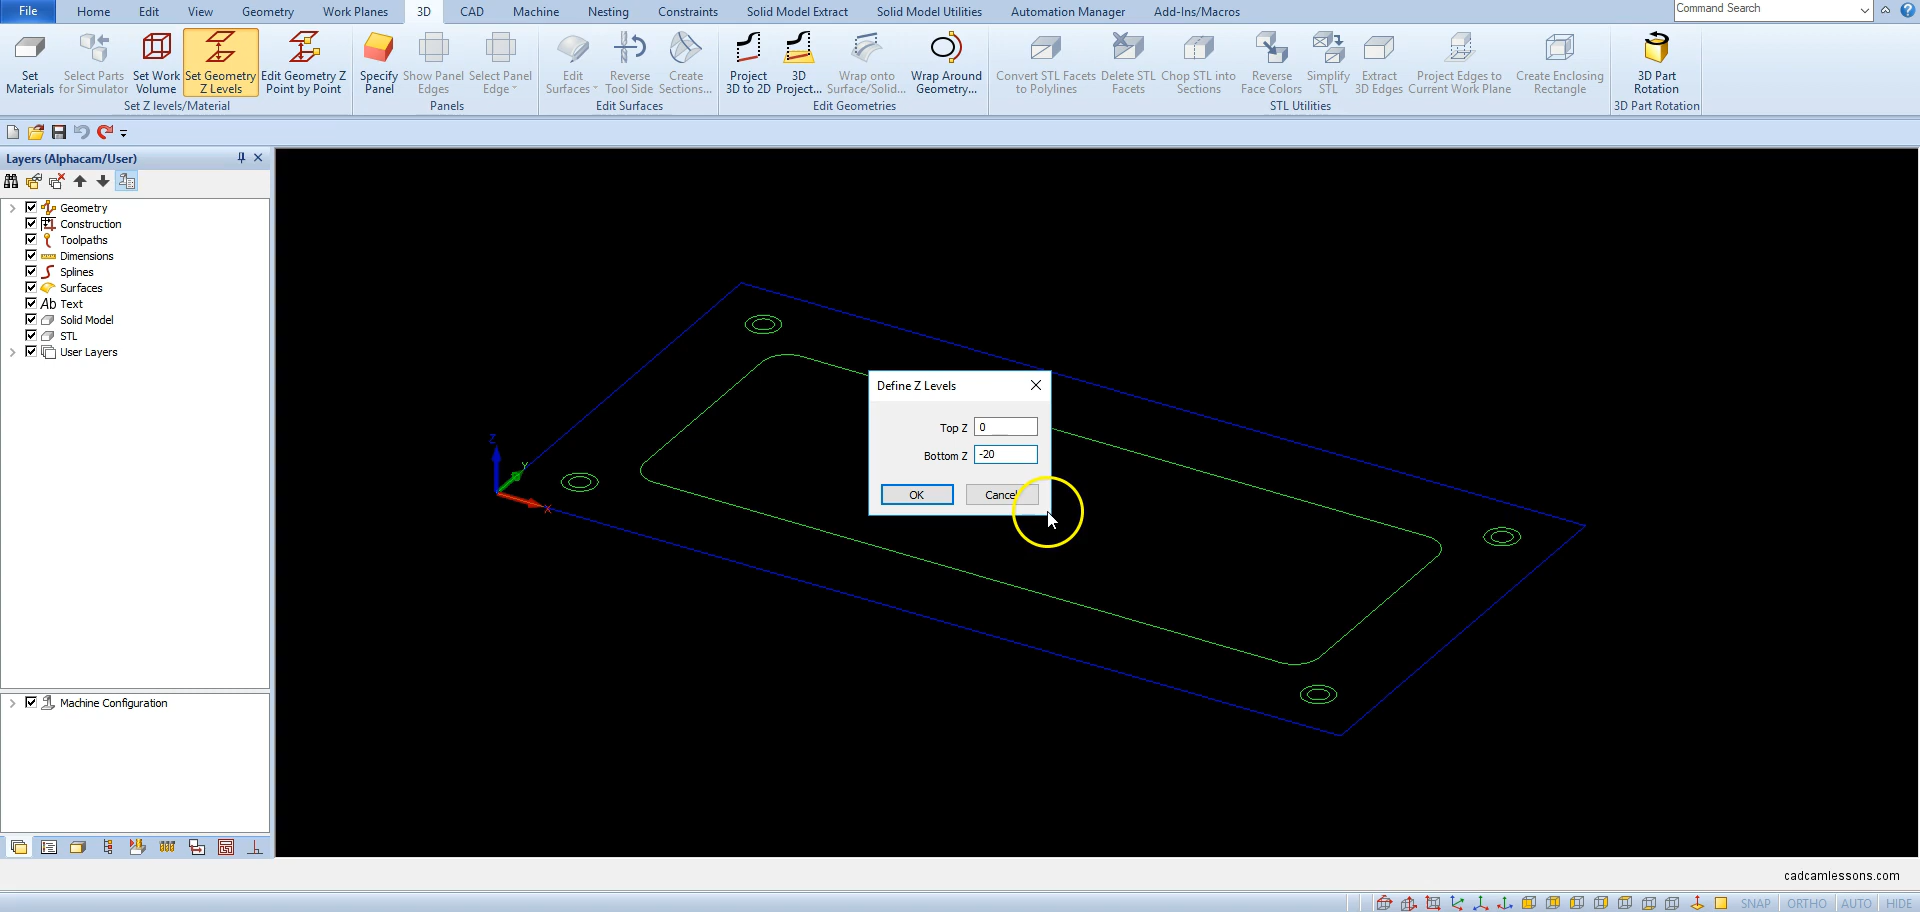 File Home Edit View Geometry Work Planes 3D CAD Machine Nesting Constraints Solid Model Extract Solid Model Utilities Automation Manager Add-Ins/Macros Command Search
Set Materials
Select Parts for Simulator
Set Work Volume
Set Geometry Z Levels
Edit Geometry Z Point by Point
Specify Panel
Show Panel Edges
Select Panel Edge
Edit Surfaces
Reverse Tool Side
Create Sections...
Project 3D to 2D
3D Project...
Wrap onto Surface/Solid...
Wrap Around Geometry...
Convert STL Facets to Polylines
Delete STL Facets
Chop STL into Sections
Reverse Face Colors
Simplify STL
Extract 3D Edges
Project Edges to Current Work Plane
Create Enclosing Rectangle
3D Part Rotation
Set Z levels/Material Panels Edit Surfaces Edit Geometries STL Utilities 3D Part Rotation
Layers (Alphacam/User)
Geometry
Construction
Toolpaths
Dimensions
Splines
Surfaces
Ab Text
Solid Model
STL
User Layers
Machine Configuration
Z
Y
X
Define Z Levels
Top Z 0
Bottom Z -20
OK Cancel
cadcamlessons.com
SNAP ORTHO AUTO HIDE